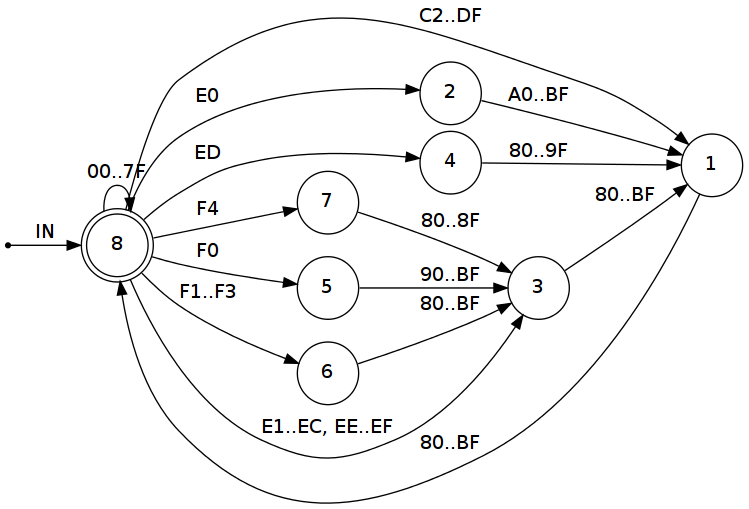 C2..DF
E0
2
A0..BF
ED
4
80..9F
1
00..7F
7
F4
80..8F
80..BF
IN
8
F0
5
90..BF
3
F1..F3
80..BF
6
E1..EC, EE..EF
80..BF